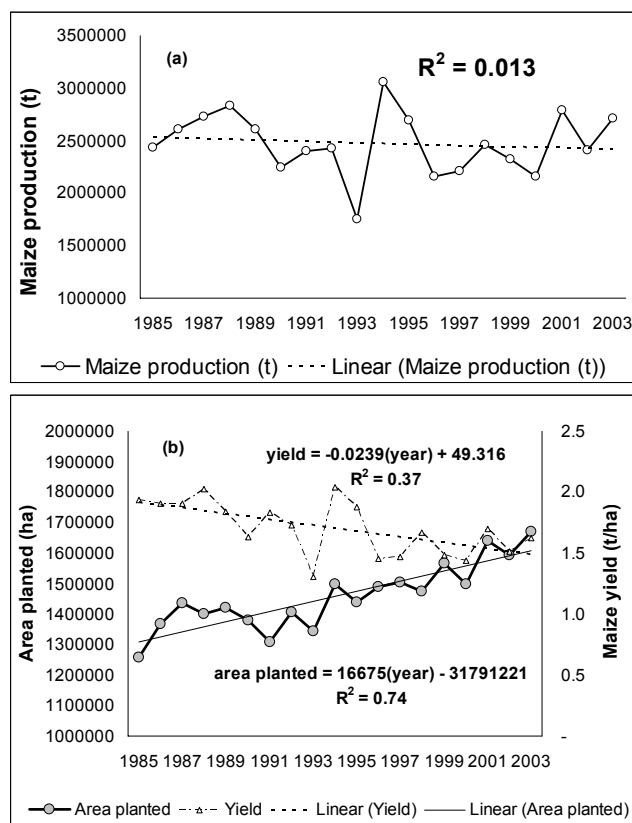 (a)
R² = 0.013
Maize production (t)
3500000
3000000
2500000
2000000
1500000
1000000
1985 1987 1989 1991 1993 1995 1997 1999 2001 2003
Maize production (t) Linear (Maize production (t))
(b)
yield = -0.0239(year) + 49.316
R² = 0.37
area planted = 16675(year) - 31791221
R² = 0.74
Area planted (ha)
2000000
1900000
1800000
1700000
1600000
1500000
1400000
1300000
1200000
1100000
1000000
Maize yield (t/ha)
2.5
2.0
1.5
1.0
0.5
-
1985 1987 1989 1991 1993 1995 1997 1999 2001 2003
Area planted Yield Linear (Yield) Linear (Area planted)